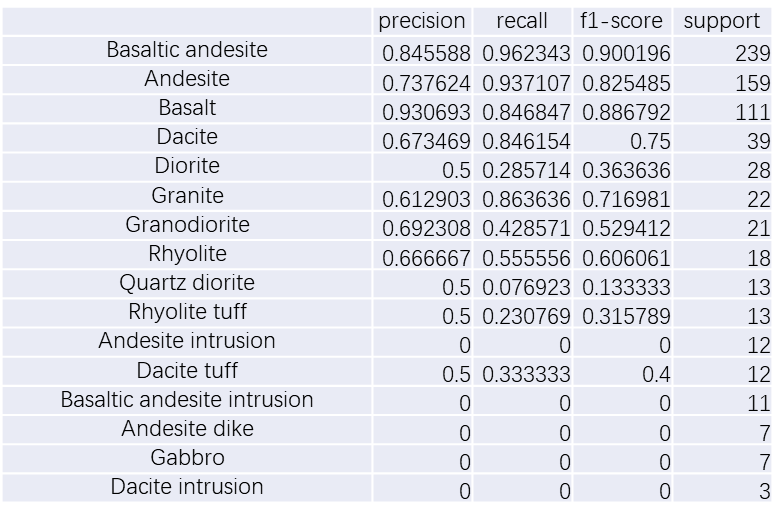 precision recall f1-score support
Basaltic andesite 0.845588 0.962343 0.900196 239
Andesite 0.737624 0.937107 0.825485 159
Basalt 0.930693 0.846847 0.886792 111
Dacite 0.673469 0.846154 0.75 39
Diorite 0.5 0.285714 0.363636 28
Granite 0.612903 0.863636 0.716981 22
Granodiorite 0.692308 0.428571 0.529412 21
Rhyolite 0.666667 0.555556 0.606061 18
Quartz diorite 0.5 0.076923 0.133333 13
Rhyolite tuff 0.5 0.230769 0.315789 13
Andesite intrusion 0 0 0 12
Dacite tuff 0.5 0.333333 0.4 12
Basaltic andesite intrusion 0 0 0 11
Andesite dike 0 0 0 7
Gabbro 0 0 0 7
Dacite intrusion 0 0 0 3